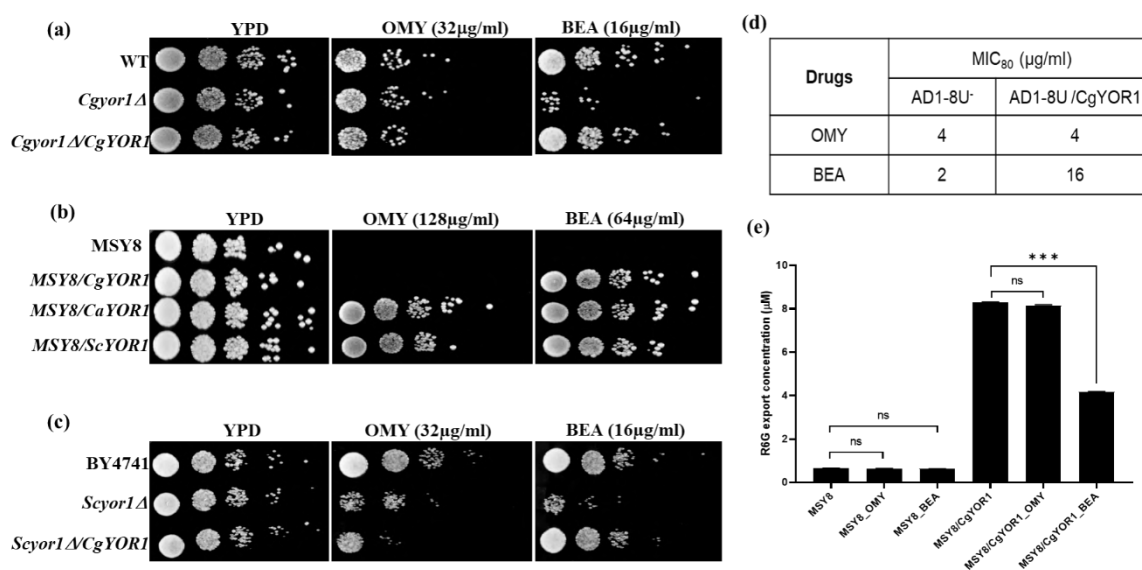 (a)
YPD
OMY (32µg/ml)
BEA (16µg/ml)
WT
Cgyor1Δ
Cgyor1Δ/CgYOR1
(b)
YPD
OMY (128µg/ml)
BEA (64µg/ml)
MSY8
MSY8/CgYOR1
MSY8/CaYOR1
MSY8/ScYOR1
(c)
YPD
OMY (32µg/ml)
BEA (16µg/ml)
BY4741
Scyor1Δ
Scyor1Δ/CgYOR1
(d)
Drugs
MIC80 (µg/ml)
AD1-8U-
AD1-8U /CgYOR1
OMY
4
4
BEA
2
16
(e)
R6G export concentration (µM)
10
8
6
4
2
0
ns
ns
ns
***
MSY8
MSY8_OMY
MSY8_BEA
MSY8/CgYOR1
MSY8/CgYOR1_OMY
MSY8/CgYOR1_BEA